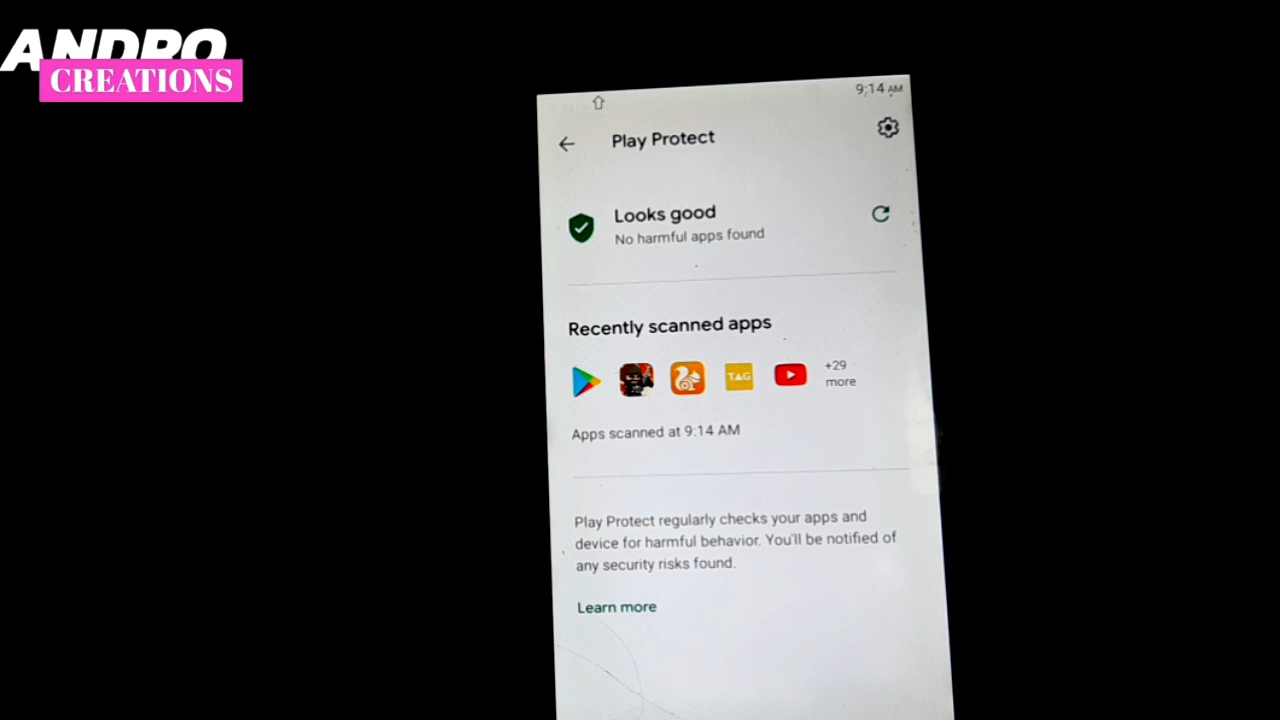 ANDRO
CREATIONS
9:14 AM
Play Protect
Looks good
No harmful apps found
Recently scanned apps
TAG
+29
more
Apps scanned at 9:14 AM
Play Protect regularly checks your apps and
device for harmful behavior. You'll be notified of
any security risks found.
Learn more